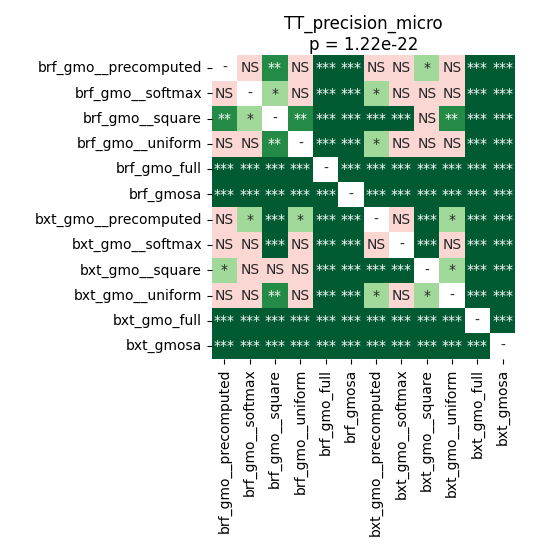 TT_precision_micro
p = 1.22e-22
brf_gmo__precomputed - NS ** NS *** *** NS NS * NS *** ***
brf_gmo__softmax NS - * NS *** *** * NS NS NS *** ***
brf_gmo__square ** * - ** *** *** *** *** NS ** *** ***
brf_gmo__uniform NS NS ** - *** *** * NS NS NS *** ***
brf_gmo_full *** *** *** *** - *** *** *** *** *** *** ***
brf_gmosa *** *** *** *** *** - *** *** *** *** *** ***
bxt_gmo__precomputed NS * *** * *** *** - NS *** * *** ***
bxt_gmo__softmax NS NS *** NS *** *** NS - *** NS *** ***
bxt_gmo__square * NS NS NS *** *** *** *** - * *** ***
bxt_gmo__uniform NS NS ** NS *** *** * NS * - *** ***
bxt_gmo_full *** *** *** *** *** *** *** *** *** *** - ***
bxt_gmosa *** *** *** *** *** *** *** *** *** *** *** -
brf_gmo__precomputed
brf_gmo__softmax
brf_gmo__square
brf_gmo__uniform
brf_gmo_full
brf_gmosa
bxt_gmo__precomputed
bxt_gmo__softmax
bxt_gmo__square
bxt_gmo__uniform
bxt_gmo_full
bxt_gmosa